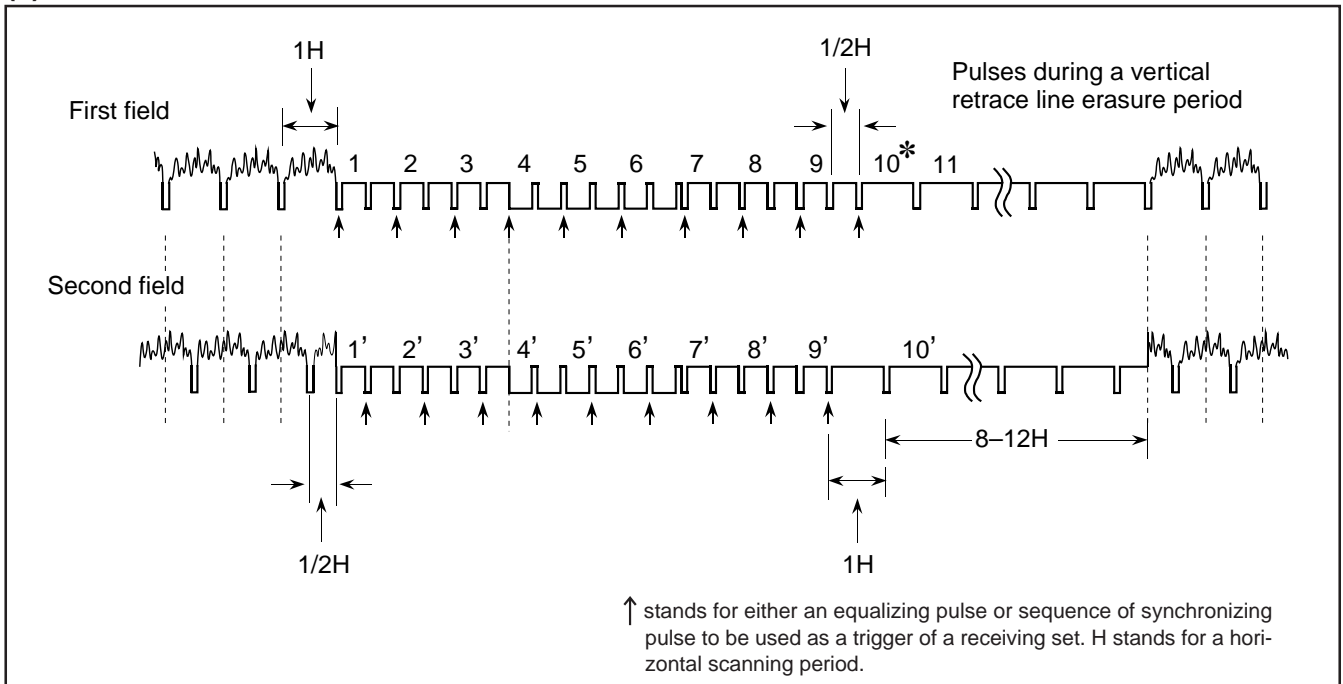 1H
1/2H
Pulses during a vertical
retrace line erasure period
First field
1 2 3 4 5 6 7 8 9 10* 11
Second field
1’ 2’ 3’ 4’ 5’ 6’ 7’ 8’ 9’ 10’
8–12H
1/2H
1H
↑ stands for either an equalizing pulse or sequence of synchronizing
pulse to be used as a trigger of a receiving set. H stands for a hori-
zontal scanning period.